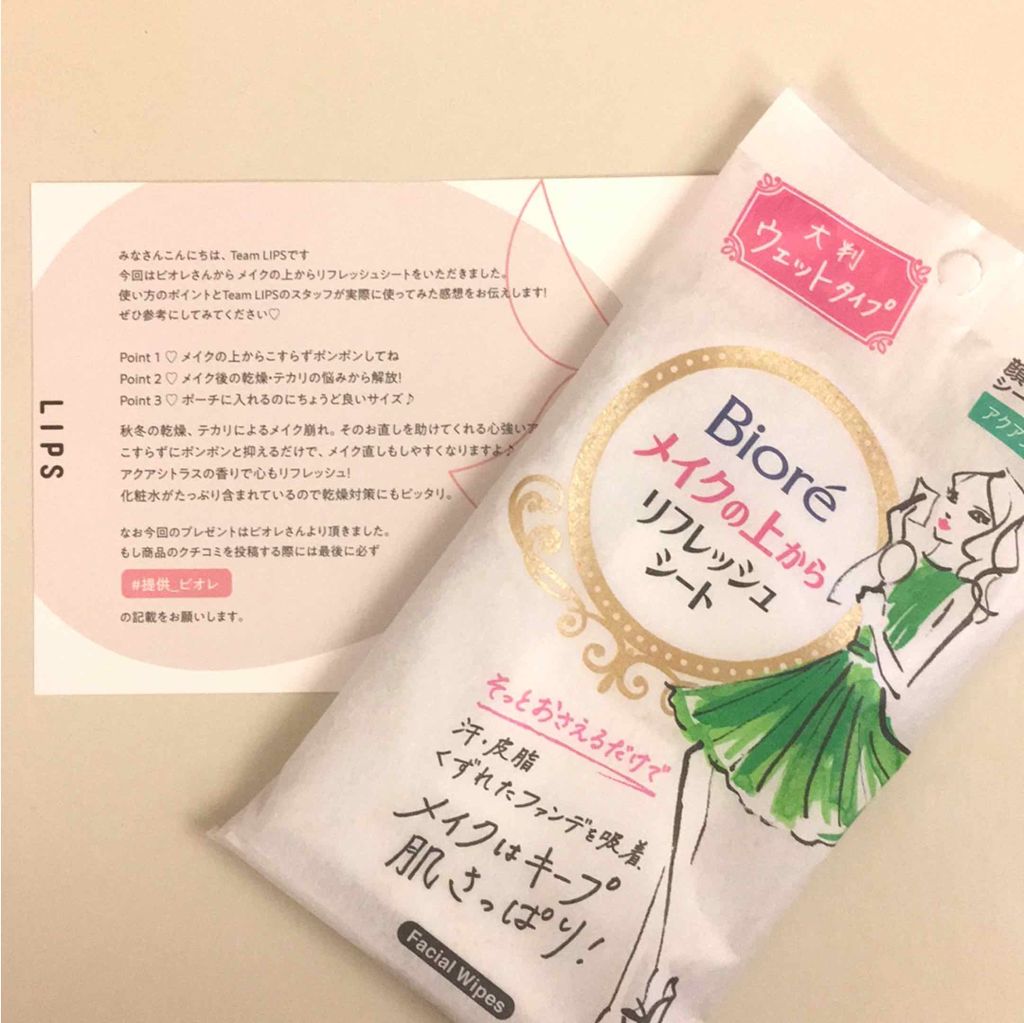 みなさんこんにちは、Team LIPSです
今回はビオレさんからメイクの上からリフレッシュシートをいただきました。
使い方のポイントとTeam LIPSのスタッフが実際に使ってみた感想をお伝えします!
ぜひ参考にしてみてください♡
Point 1 ♡ メイクの上からこすらずポンポンしてね
Point 2 ♡ メイク後の乾燥・テカリの悩みから解放!
Point 3 ♡ ポーチに入れるのにちょうど良いサイズ♪
秋冬の乾燥、テカリによるメイク崩れ。そのお直しを助けてくれる心強いア
こすらずにポンポンと抑えるだけで、メイク直しもしやすくなりますよ♪
アクアシトラスの香りで心もリフレッシュ!
化粧水がたっぷり含まれているので乾燥対策にもピッタリ。
なお今回のプレゼントはビオレさんより頂きました。
もし商品のクチコミを投稿する際には最後に必ず
#提供_ビオレ
の記載をお願いします。
LIPS
大判
ウェットタイプ
顔
シー
アクア
Bioré
メイクの上から
リフレッシュ
シート
そっとおさえるだけで
汗・皮脂
くずれたファンデを吸着、
メイクはキープ
肌さっぱり!
Facial Wipes